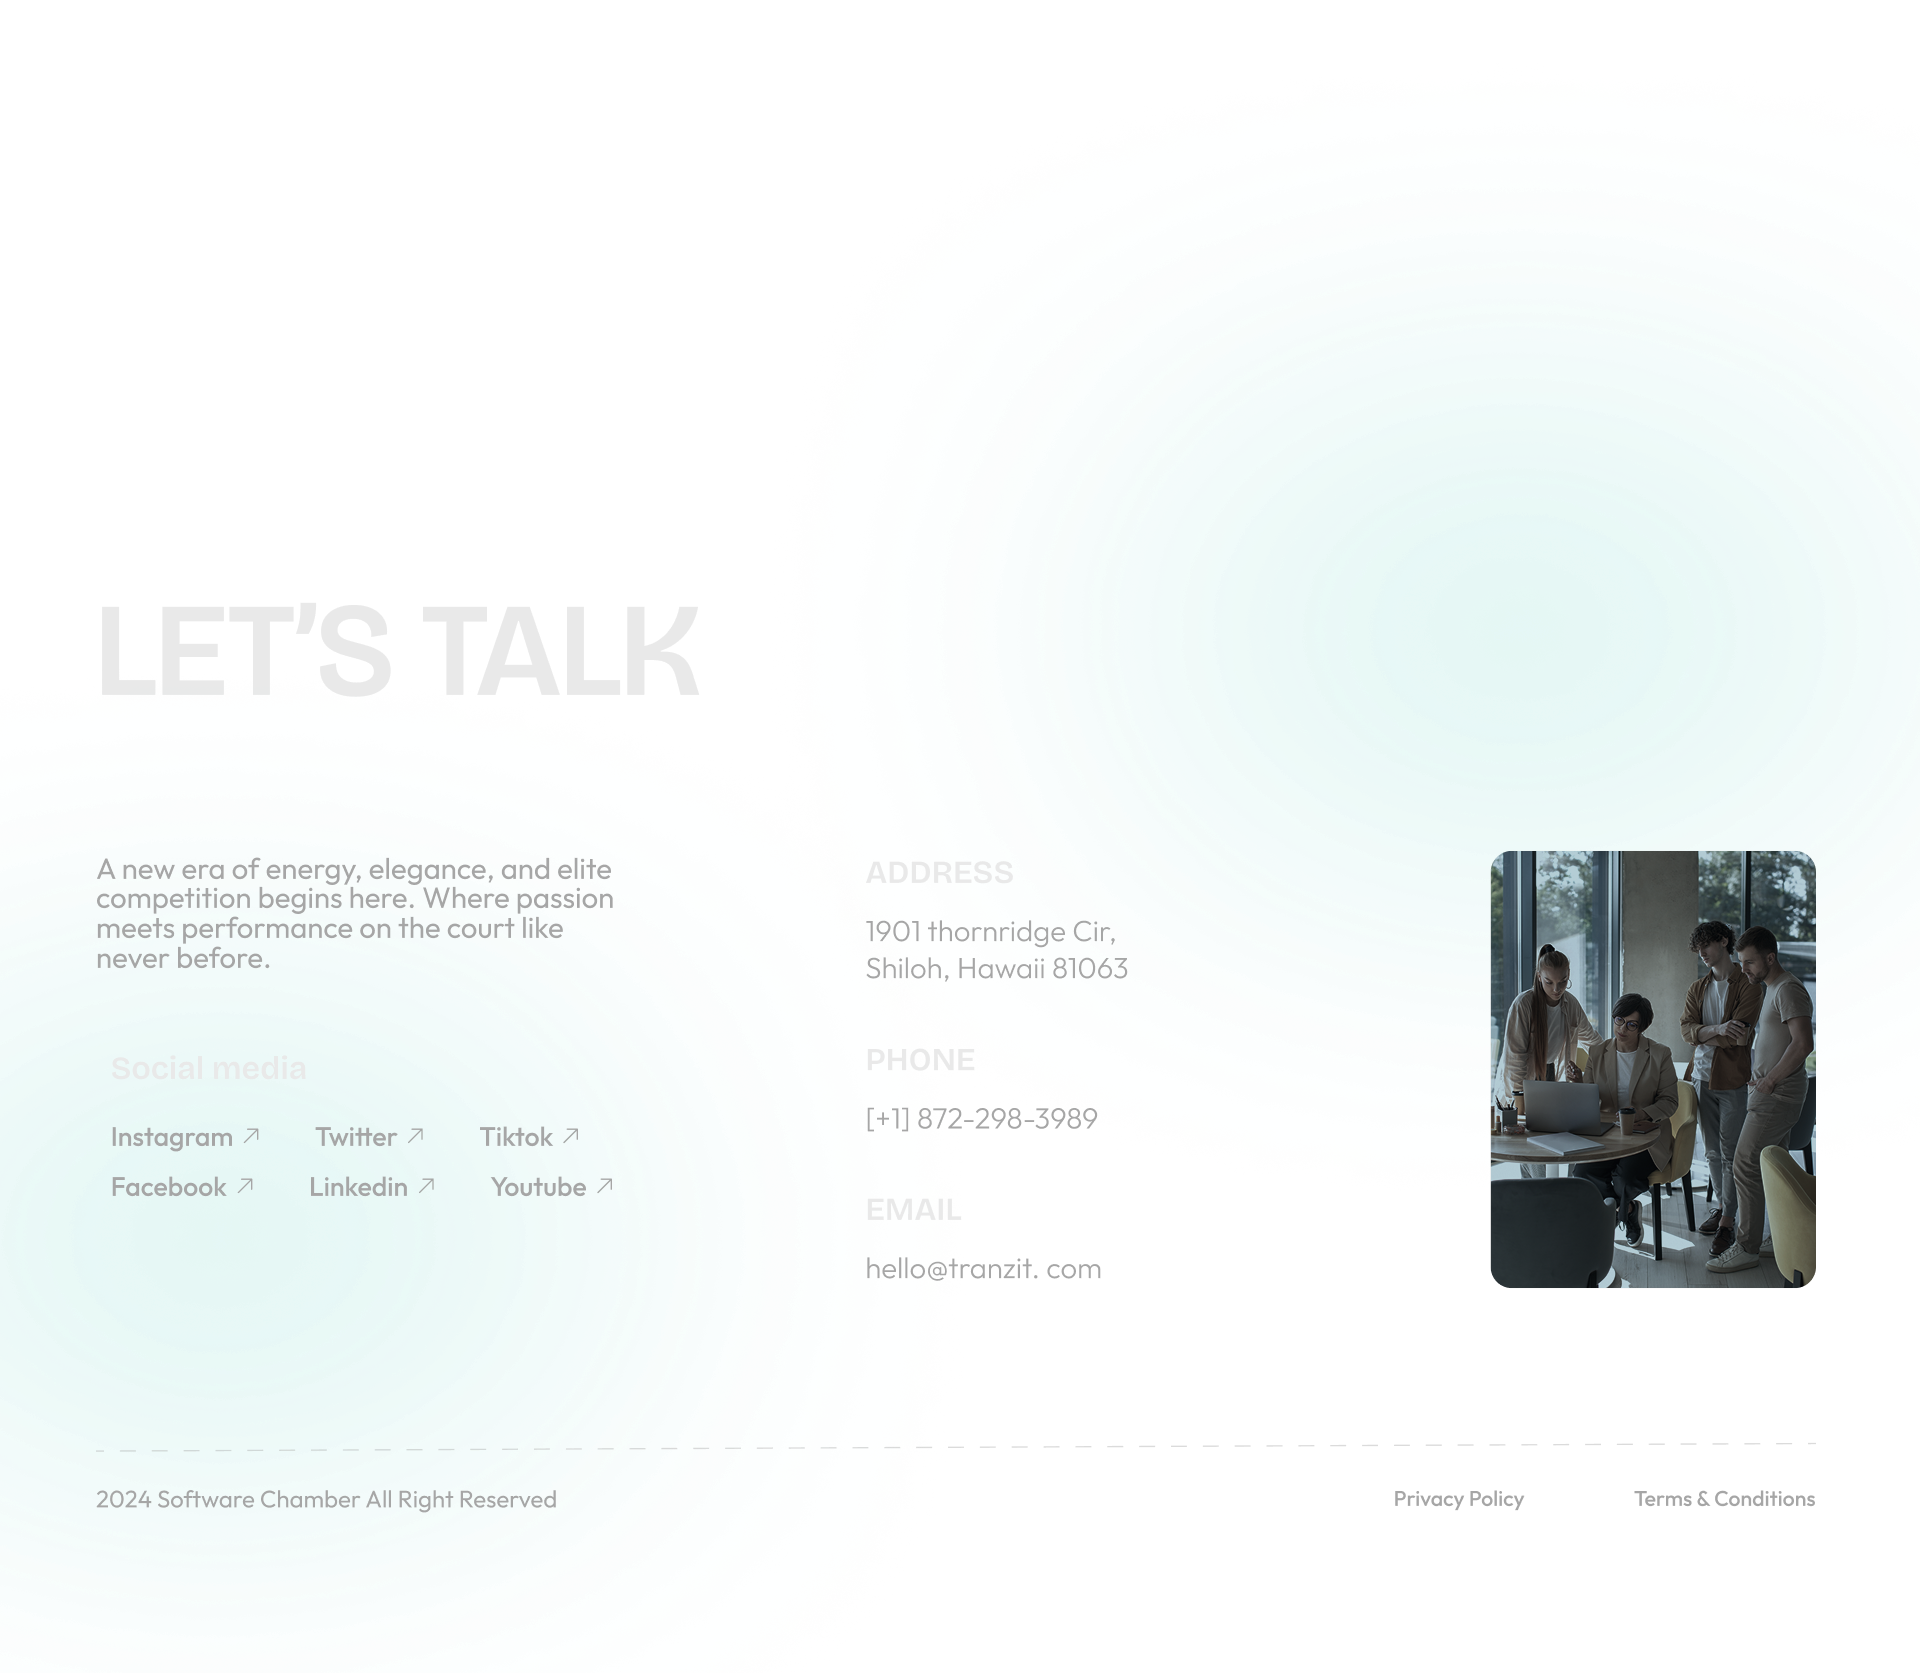 LET'S TALK
A new era of energy, elegance, and elite
competition begins here. Where passion
meets performance on the court like
never before.
Social media
Instagram
Twitter
Tiktok
Facebook
Linkedin
Youtube
ADDRESS
1901 thornridge Cir,
Shiloh, Hawaii 81063
PHONE
[+1] 872-298-3989
EMAIL
hello@tranzit. com
2024 Software Chamber All Right Reserved
Privacy Policy
Terms & Conditions